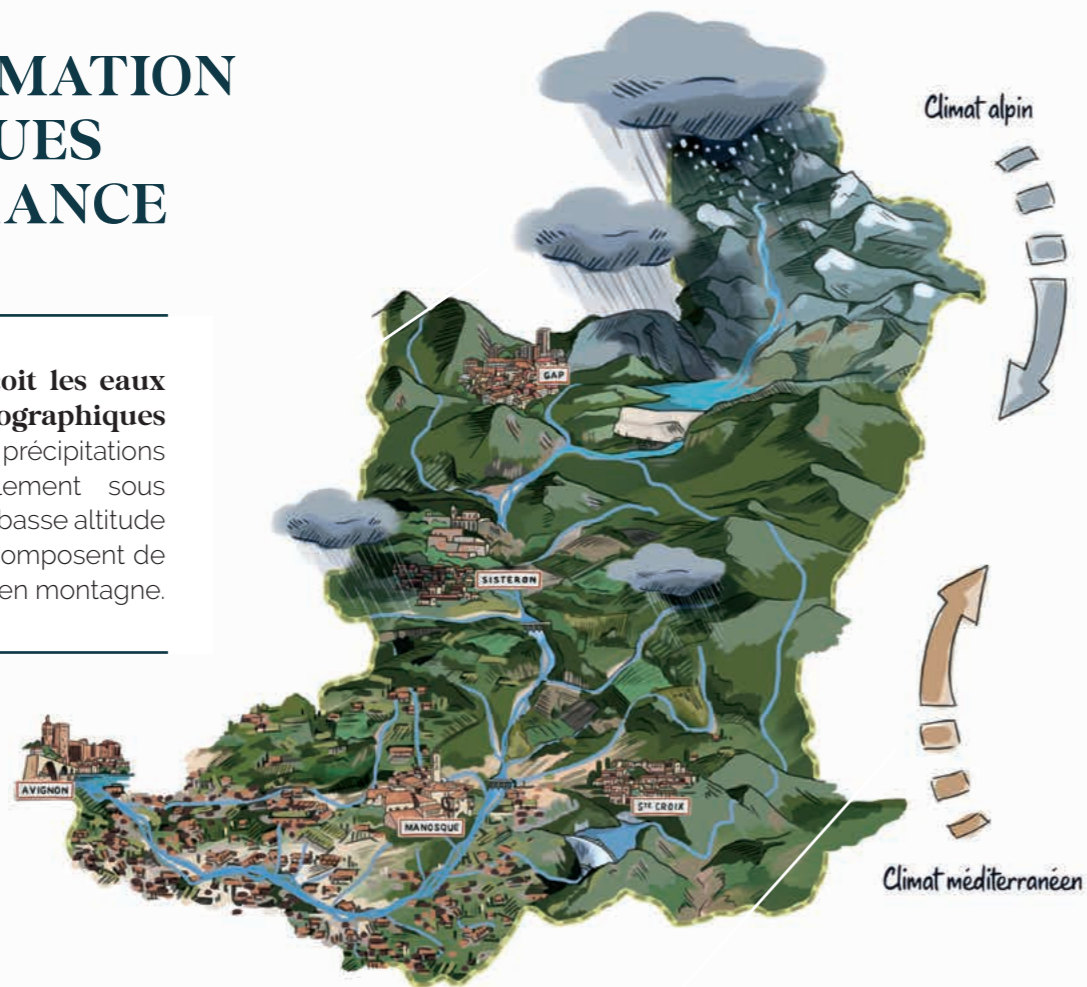 MATION
UES
ANCE
oit les eaux
ographiques
précipitations
lement sous
basse altitude
omposent de
en montagne.
Climat alpin
GAP
SISTERON
AVIGNON
MANOSQUE
STE CROIX
Climat méditerranéen